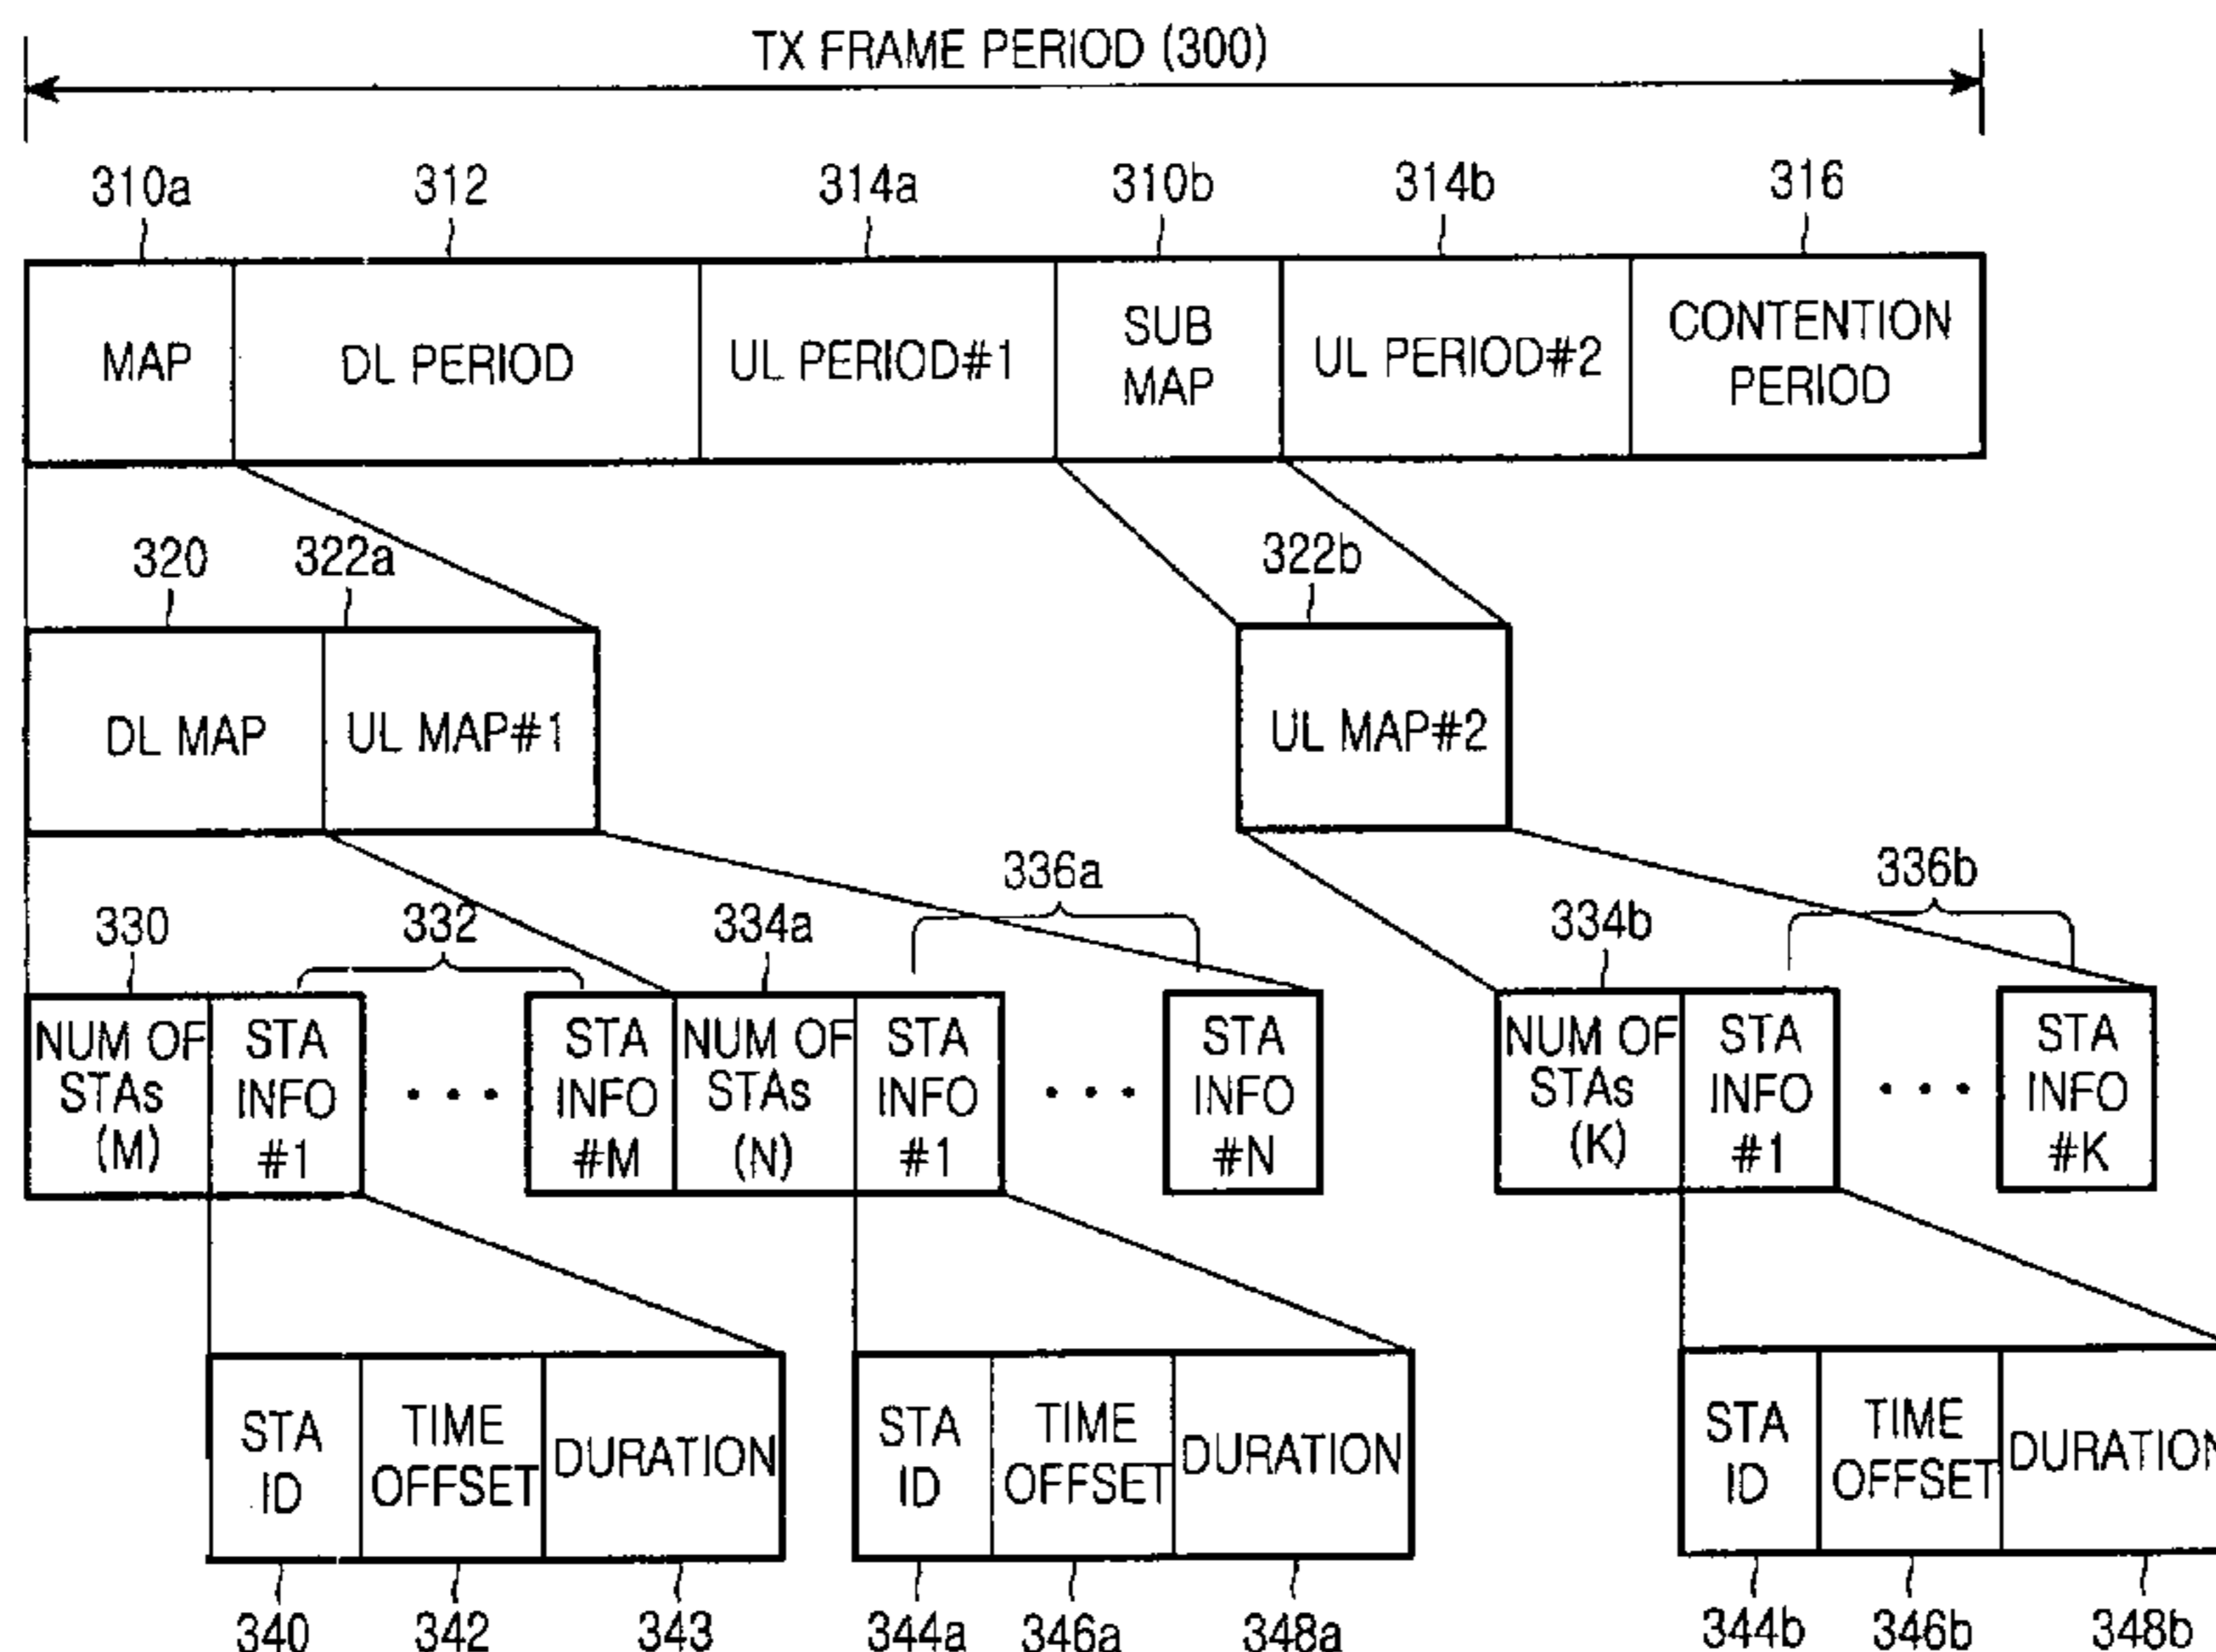 TX FRAME PERIOD (300)
310a 312 314a 310b 314b 316
MAP
DL PERIOD
UL PERIOD#1
SUB
MAP
UL PERIOD#2
CONTENTION
PERIOD
320 322a 322b
DL MAP
UL MAP#1
UL MAP#2
330 332 334a 336a 334b 336b
NUM OF
STAs
(M)
STA
INFO
#1
• • •
STA
INFO
#M
NUM OF
STAs
(N)
STA
INFO
#1
• • •
STA
INFO
#N
NUM OF
STAs
(K)
STA
INFO
#1
• • •
STA
INFO
#K
STA
ID
TIME
OFFSET
DURATION
STA
ID
TIME
OFFSET
DURATION
STA
ID
TIME
OFFSET
DURATION
340 342 343 344a 346a 348a 344b 346b 348b